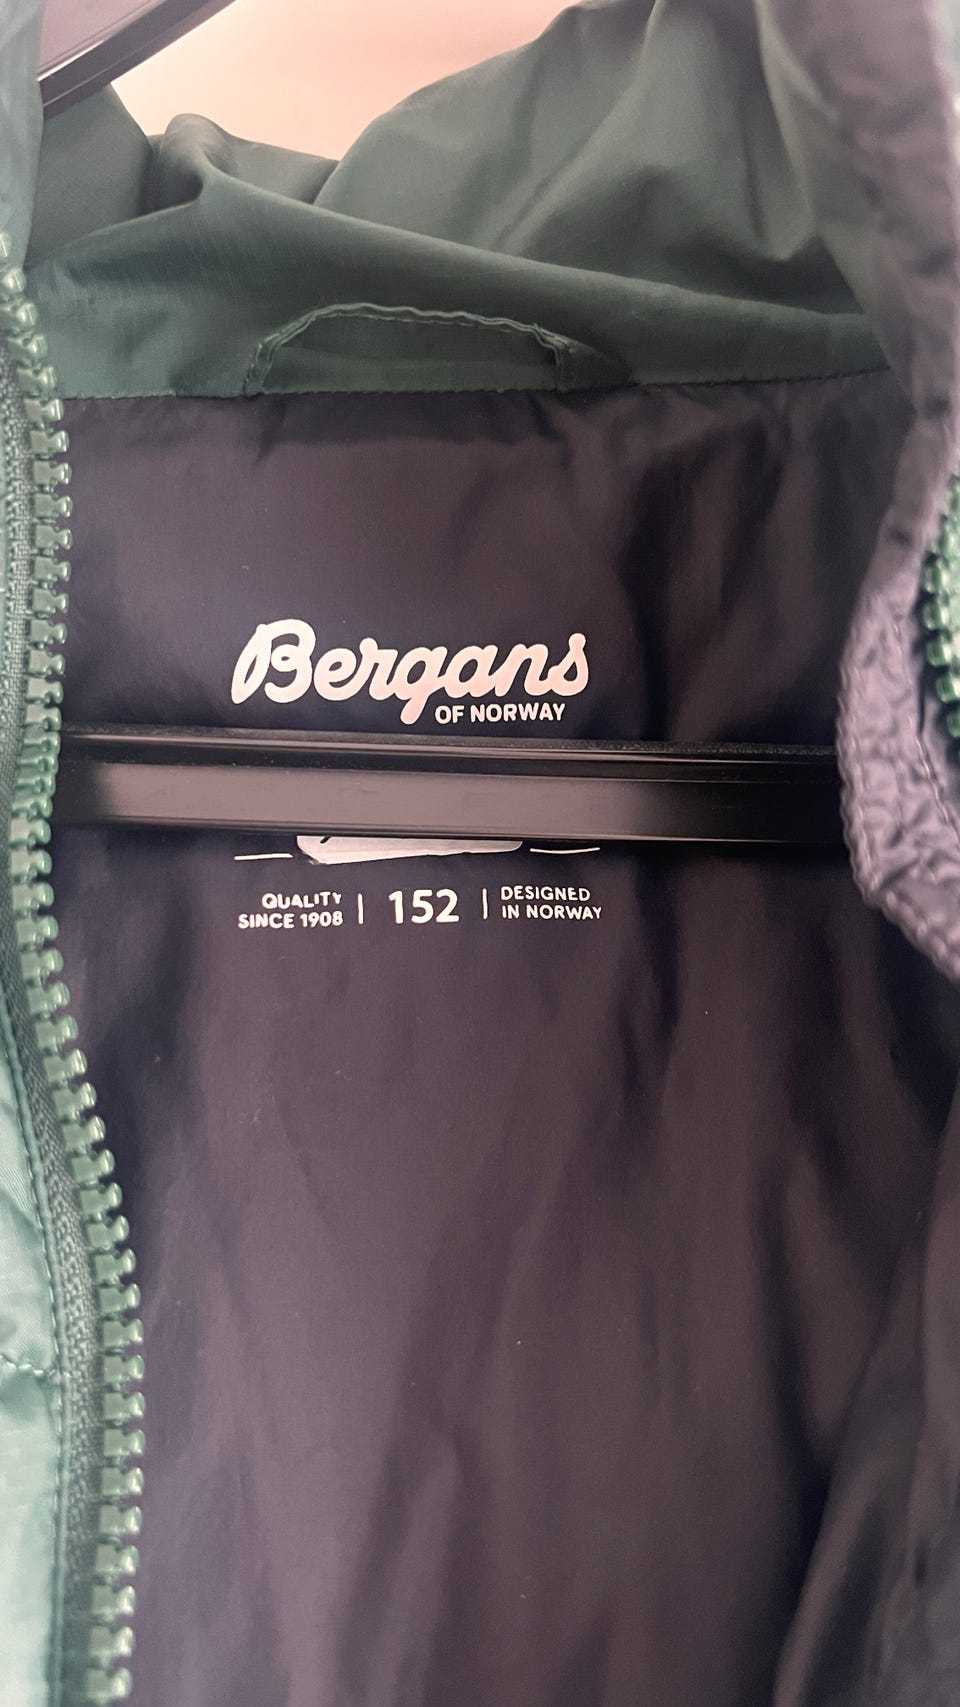 Bergans
OF NORWAY
QUALITY
SINCE 1908
152
DESIGNED
IN NORWAY